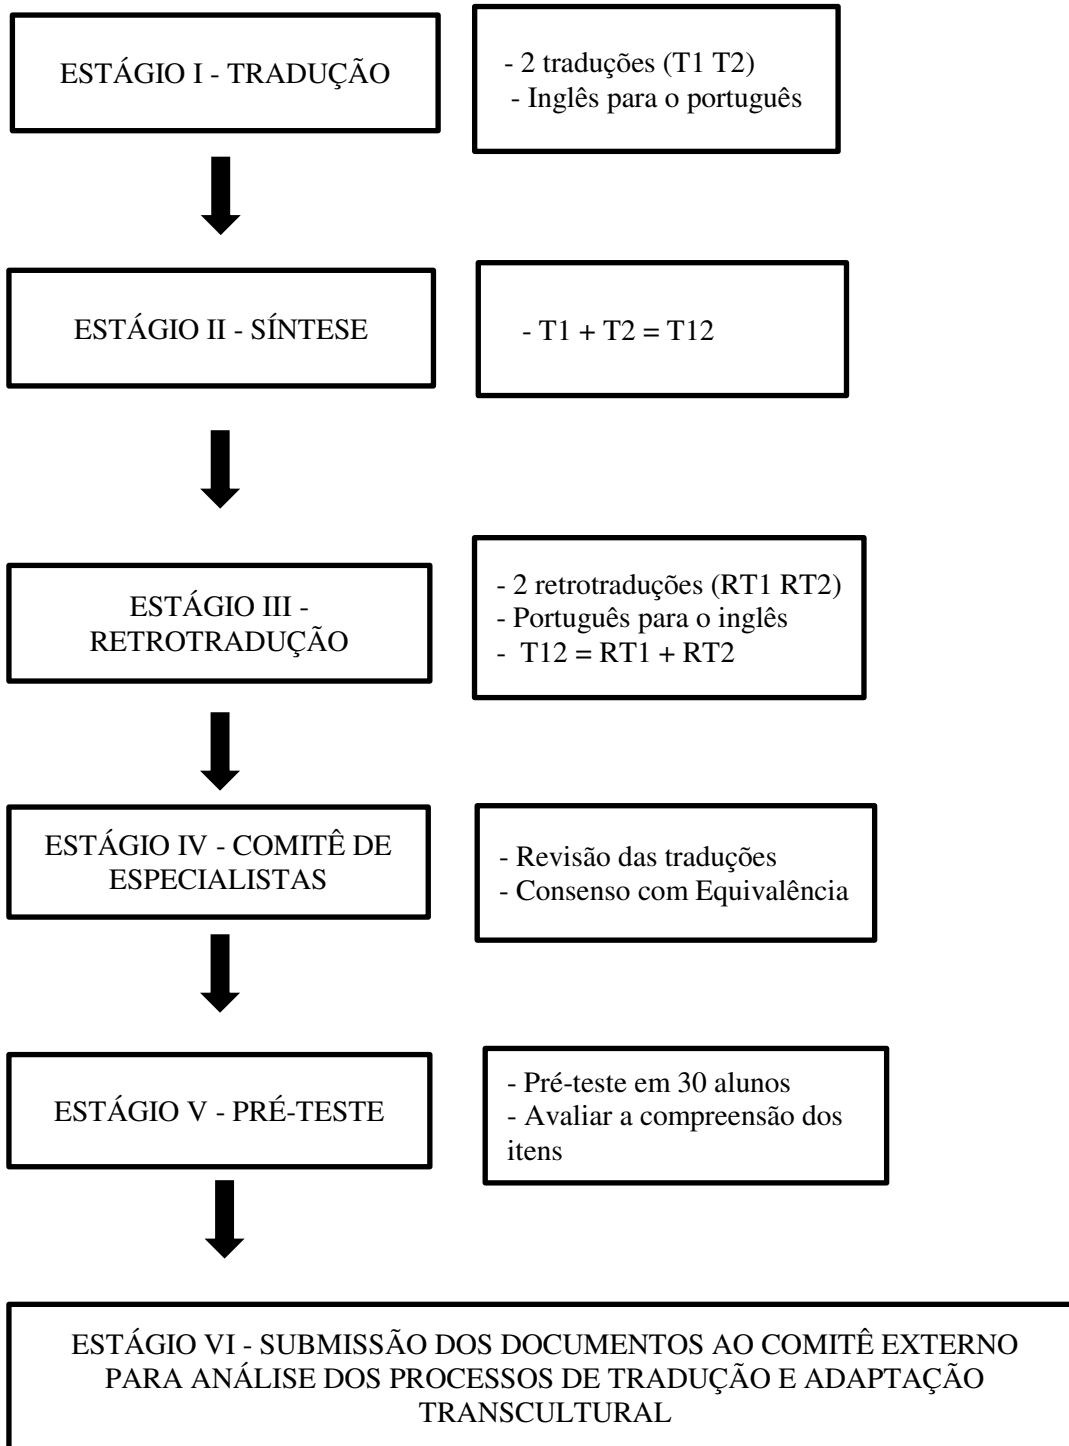 ESTÁGIO I - TRADUÇÃO
- 2 traduções (T1 T2)
- Inglês para o português
ESTÁGIO II - SÍNTESE
- T1 + T2 = T12
ESTÁGIO III -
RETROTRADUÇÃO
- 2 retrotraduções (RT1 RT2)
- Português para o inglês
- T12 = RT1 + RT2
ESTÁGIO IV - COMITÊ DE
ESPECIALISTAS
- Revisão das traduções
- Consenso com Equivalência
ESTÁGIO V - PRÉ-TESTE
- Pré-teste em 30 alunos
- Avaliar a compreensão dos
itens
ESTÁGIO VI - SUBMISSÃO DOS DOCUMENTOS AO COMITÊ EXTERNO
PARA ANÁLISE DOS PROCESSOS DE TRADUÇÃO E ADAPTAÇÃO
TRANSCULTURAL